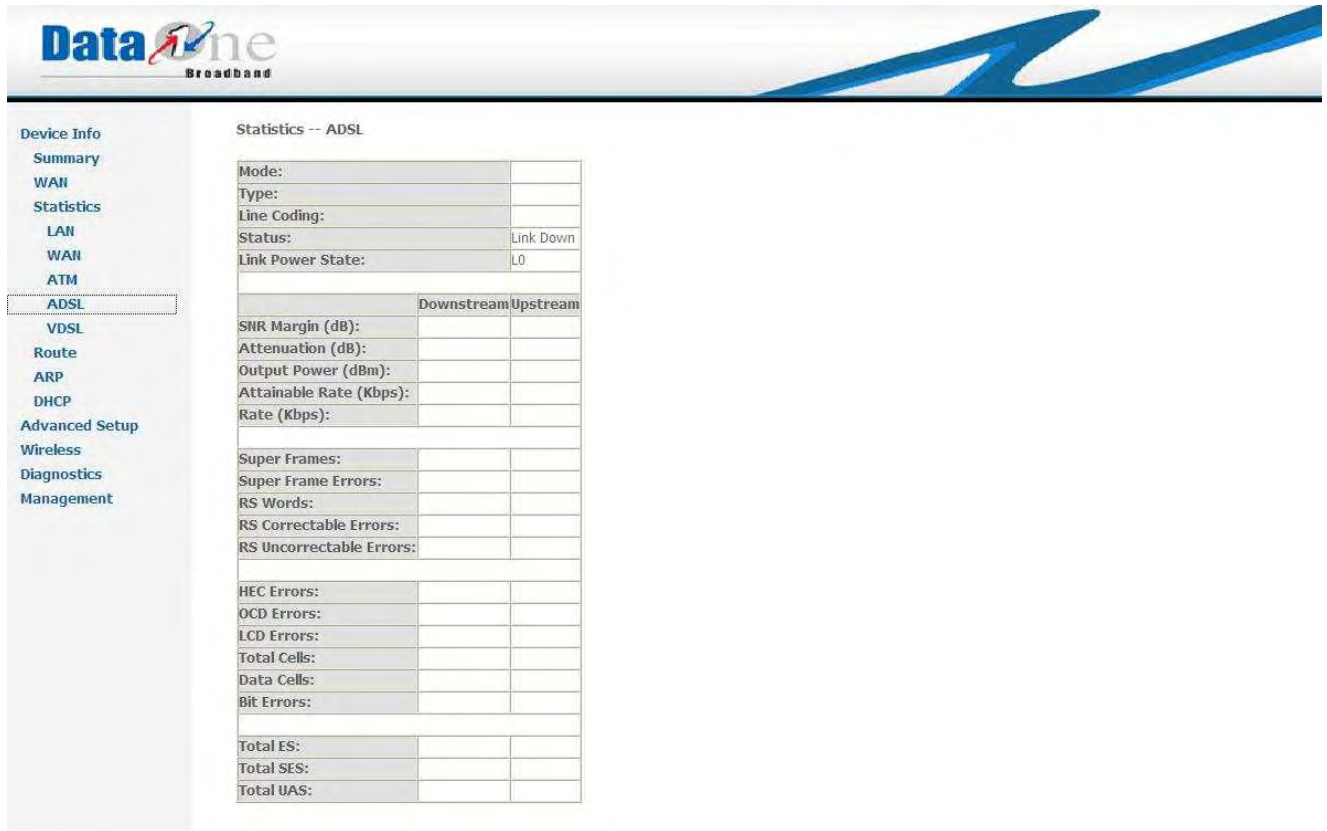 DataOne
Broadband
Device Info
Summary
WAN
Statistics
LAN
WAN
ATM
ADSL
VDSL
Route
ARP
DHCP
Advanced Setup
Wireless
Diagnostics
Management
Statistics -- ADSL
Mode:
Type:
Line Coding:
Status: Link Down
Link Power State: L0
Downstream Upstream
SNR Margin (dB):
Attenuation (dB):
Output Power (dBm):
Attainable Rate (Kbps):
Rate (Kbps):
Super Frames:
Super Frame Errors:
RS Words:
RS Correctable Errors:
RS Uncorrectable Errors:
HEC Errors:
OCD Errors:
LCD Errors:
Total Cells:
Data Cells:
Bit Errors:
Total ES:
Total SES:
Total UAS: